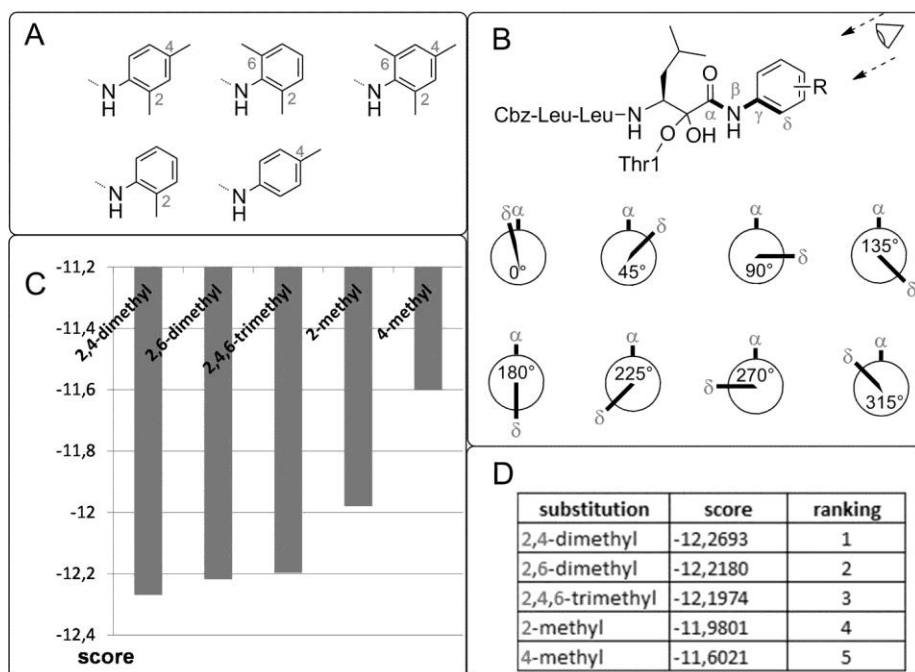 A
4
2
N
H
6
2
N
H
6
4
2
N
H
2
N
H
4
N
H
B
Cbz-Leu-Leu
N
H
O
OH
O
Thr1
α
β
N
H
γ
δ
R
δ α
0°
α
δ
45°
α
δ
90°
α
135°
δ
α
180°
δ
α
225°
δ
α
δ 270°
α
δ
315°
C
-11,2
-11,4
-11,6
-11,8
-12
-12,2
-12,4
score
2,4-dimethyl
2,6-dimethyl
2,4,6-trimethyl
2-methyl
4-methyl
D
substitution score ranking
2,4-dimethyl -12,2693 1
2,6-dimethyl -12,2180 2
2,4,6-trimethyl -12,1974 3
2-methyl -11,9801 4
4-methyl -11,6021 5